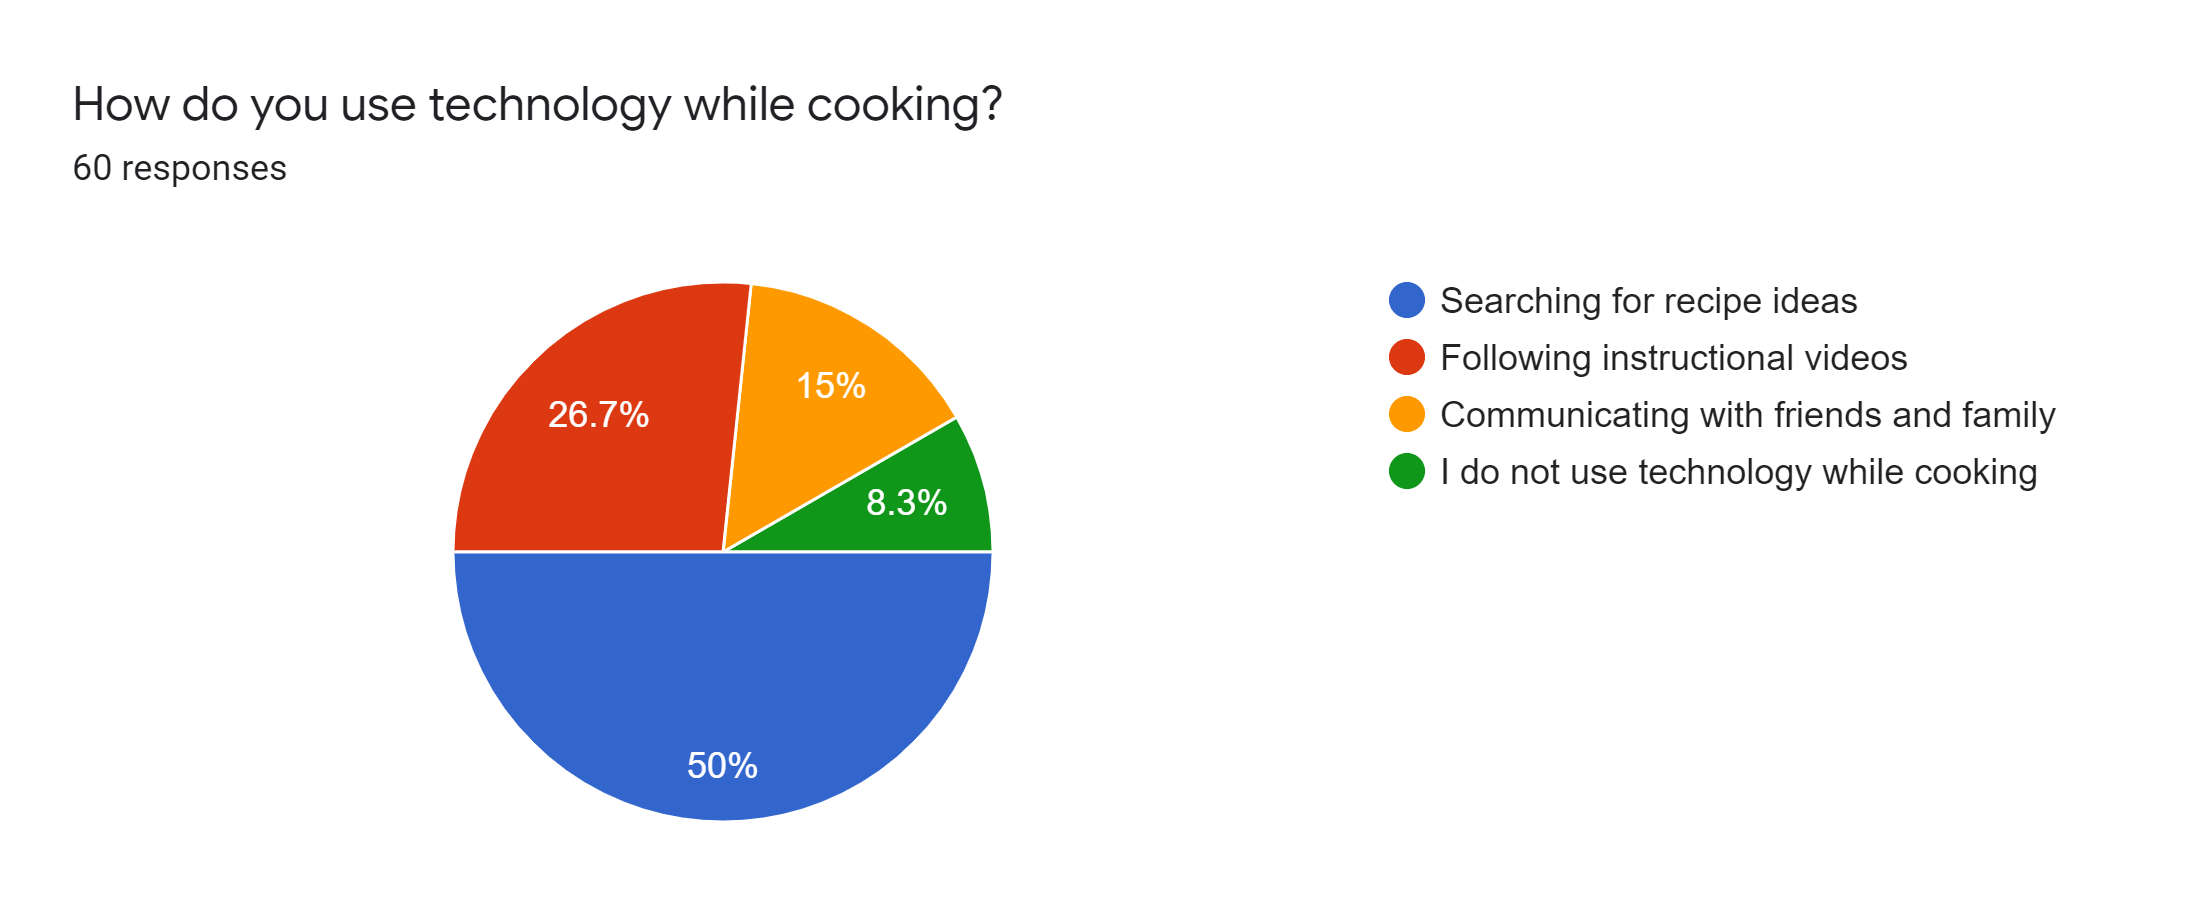 How do you use technology while cooking?
60 responses
26.7%
15%
8.3%
50%
Searching for recipe ideas
Following instructional videos
Communicating with friends and family
I do not use technology while cooking